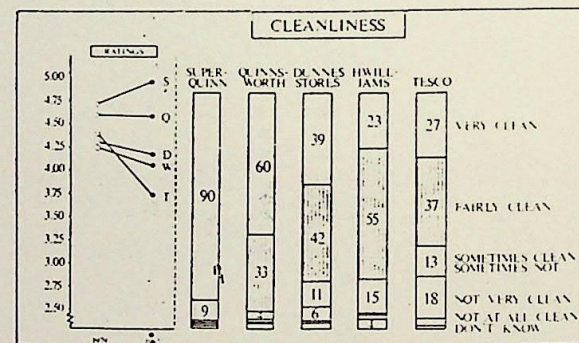 CLEANLINESS
RATINGS
SUPER-
QUINN
QUINNS-
WORTH
DUNNES
STORES
HWILL-
IAMS
TESCO
5.00
4.75
4.50
4.25
4.00
3.75
3.50
3.25
3.00
2.75
2.50
S
Q
D
W
T
90
9
60
33
39
42
11
6
23
55
15
27
37
13
18
VERY CLEAN
FAIRLY CLEAN
SOMETIMES CLEAN
SOMETIMES NOT
NOT VERY CLEAN
NOT AT ALL CLEAN
DON'T KNOW